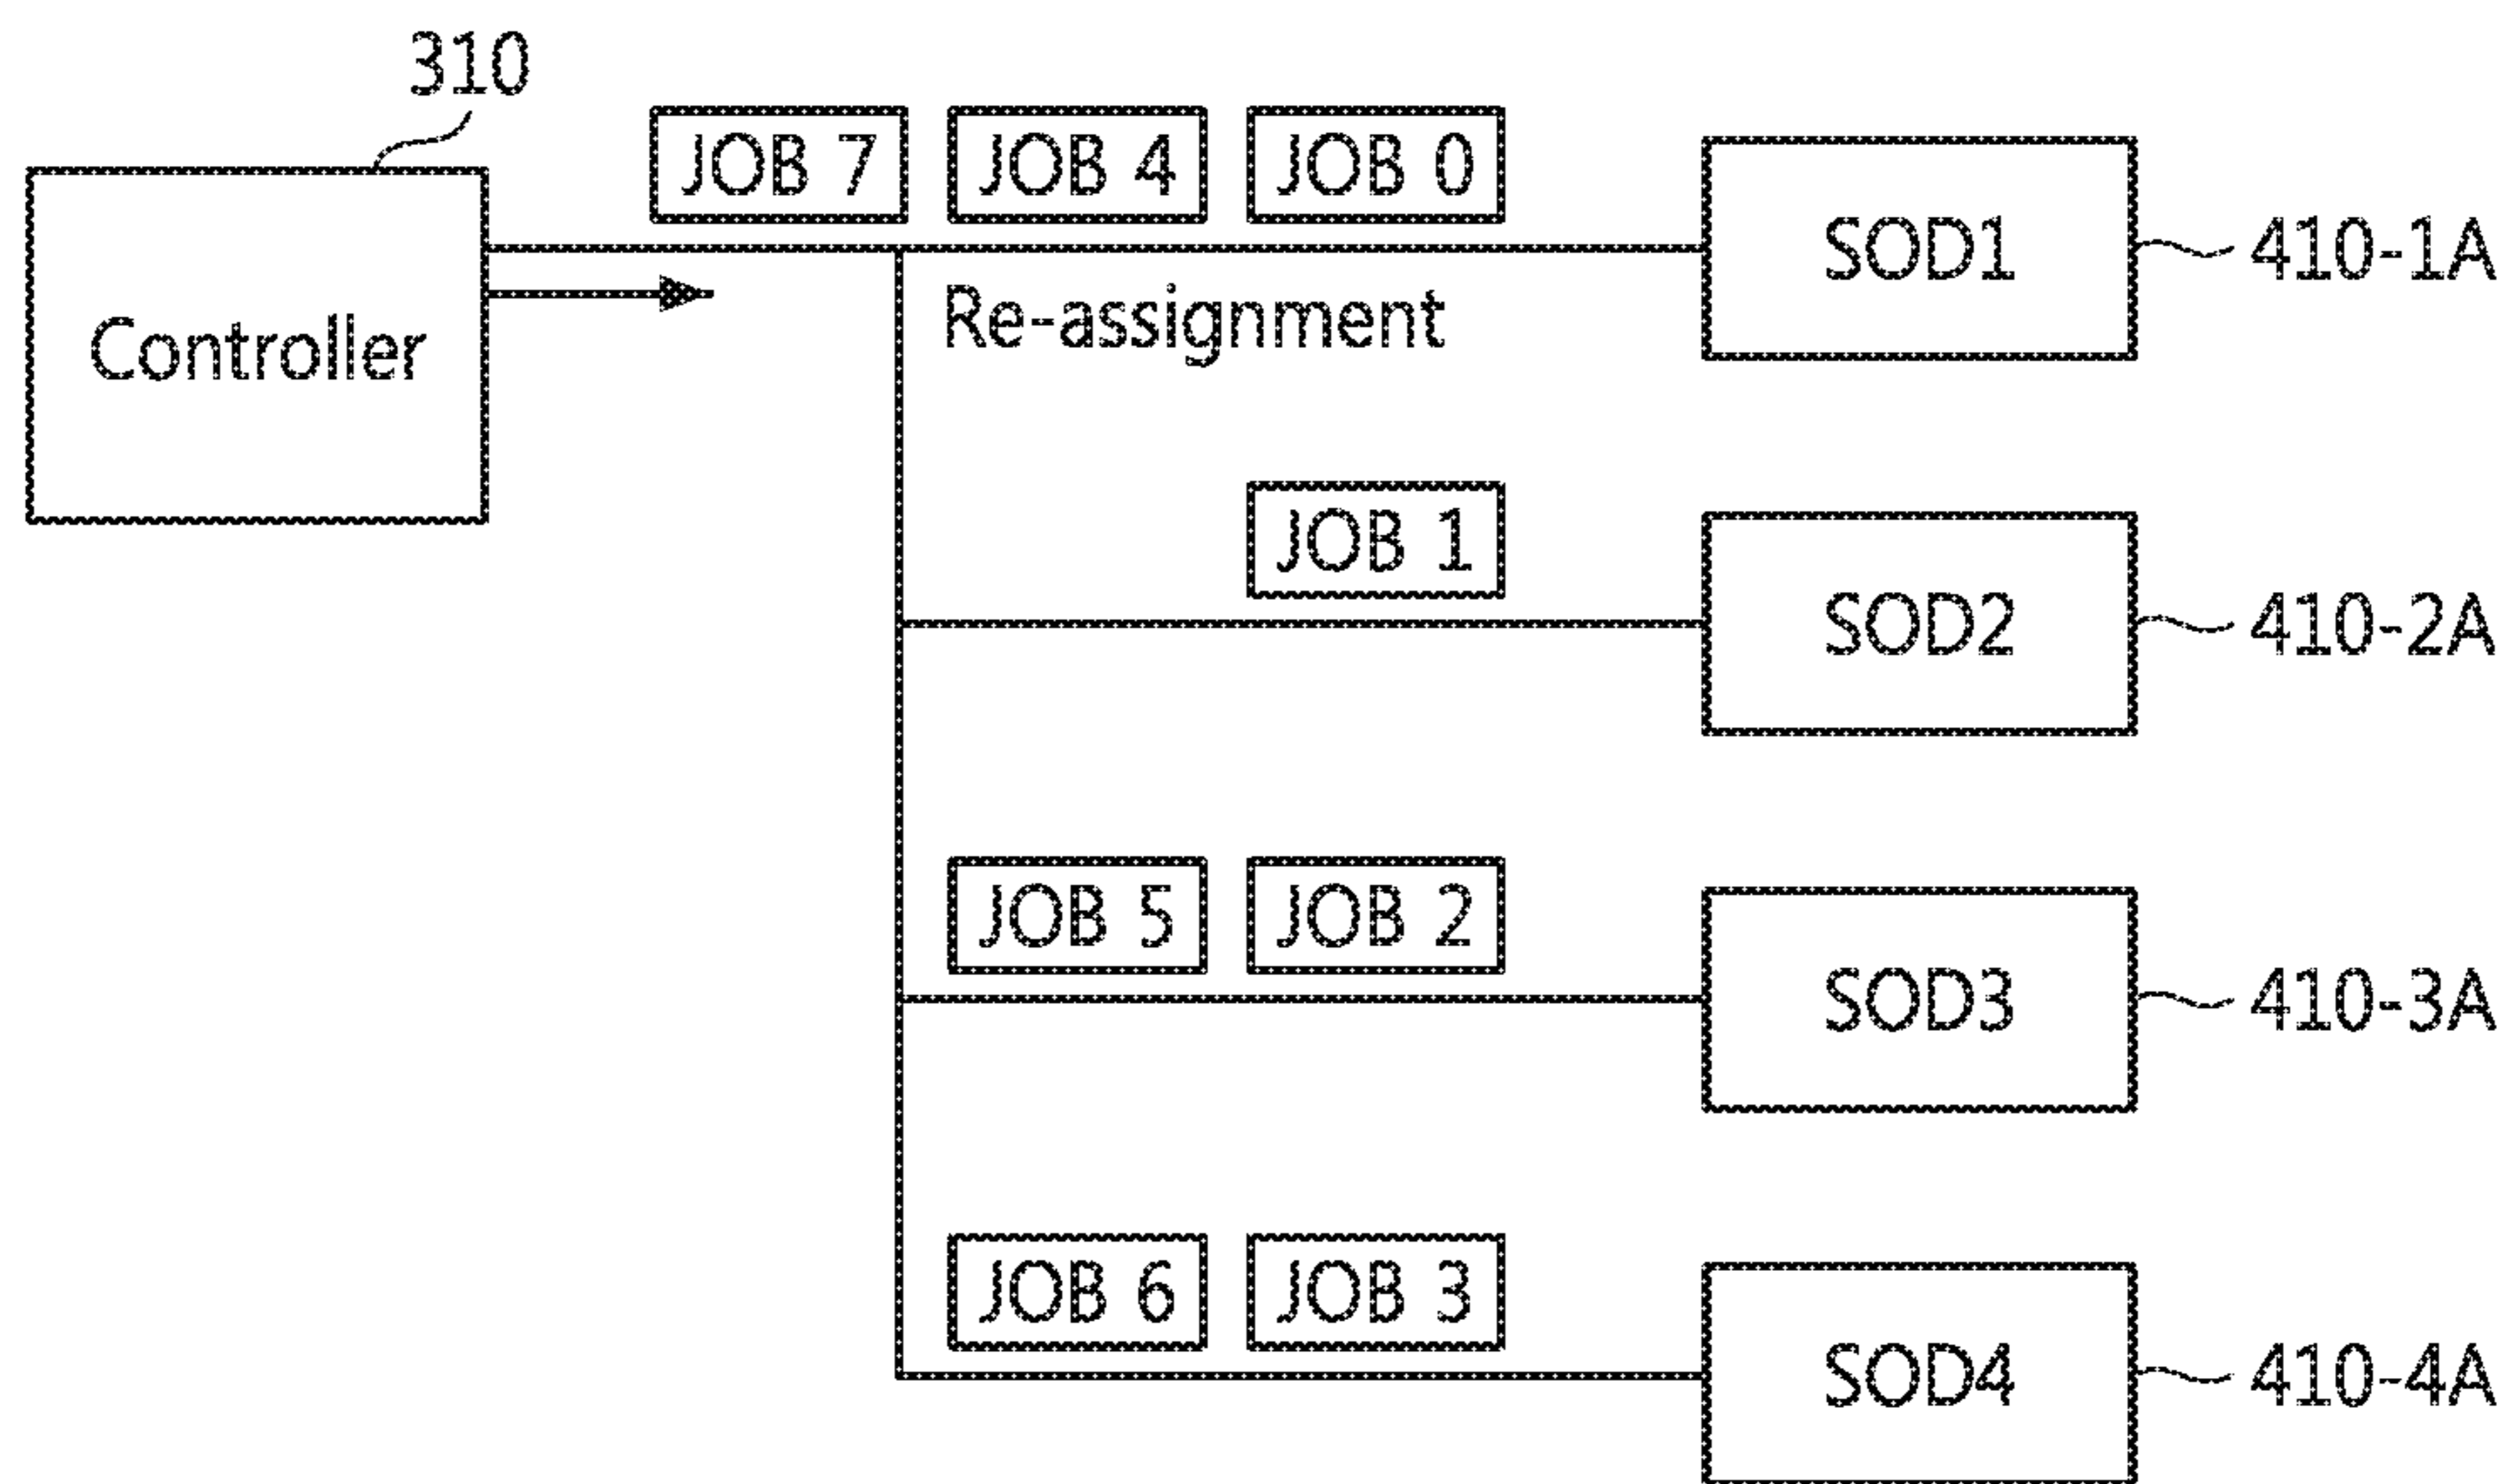 310
JOB 7 JOB 4 JOB 0
Controller
SOD1 410-1A
Re-assignment
JOB 1
SOD2 410-2A
JOB 5 JOB 2
SOD3 410-3A
JOB 6 JOB 3
SOD4 410-4A